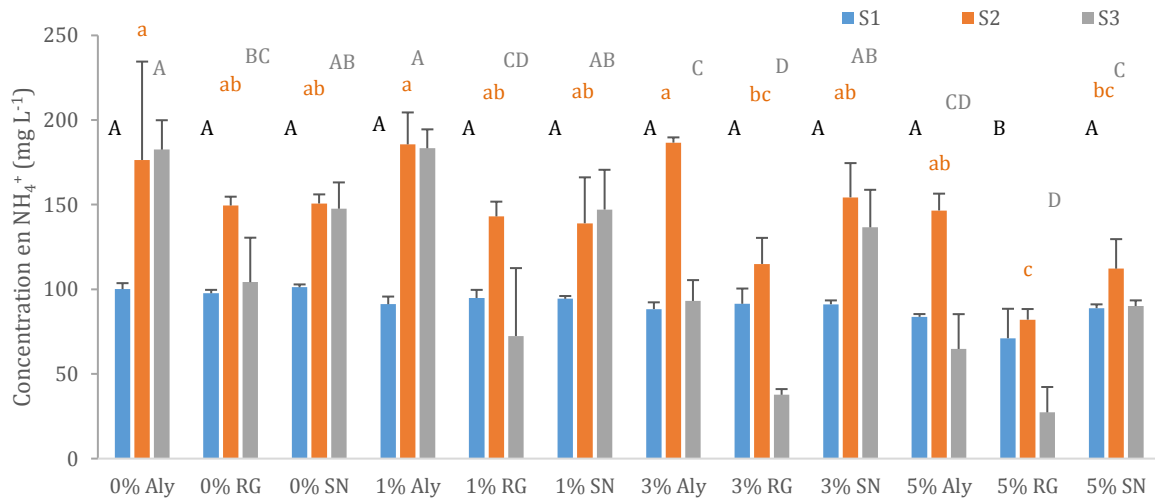 S1 S2 S3
Concentration en NH₄⁺ (mg L⁻¹)
250
200
150
100
50
0
a A BC AB A CD AB C D AB CD C
ab ab a ab ab a bc ab ab bc
A A A A A A A A A A B A
D
c
0% Aly 0% RG 0% SN 1% Aly 1% RG 1% SN 3% Aly 3% RG 3% SN 5% Aly 5% RG 5% SN